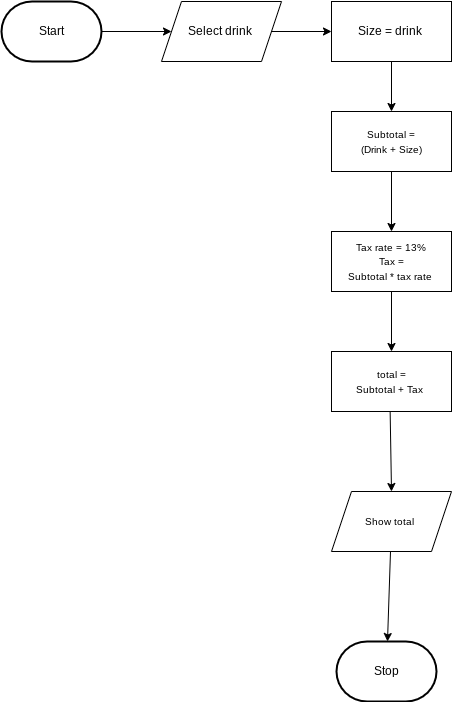 Start
Select drink
Size = drink
Subtotal =
(Drink + Size)
Tax rate = 13%
Tax =
Subtotal * tax rate
total =
Subtotal + Tax
Show total
Stop